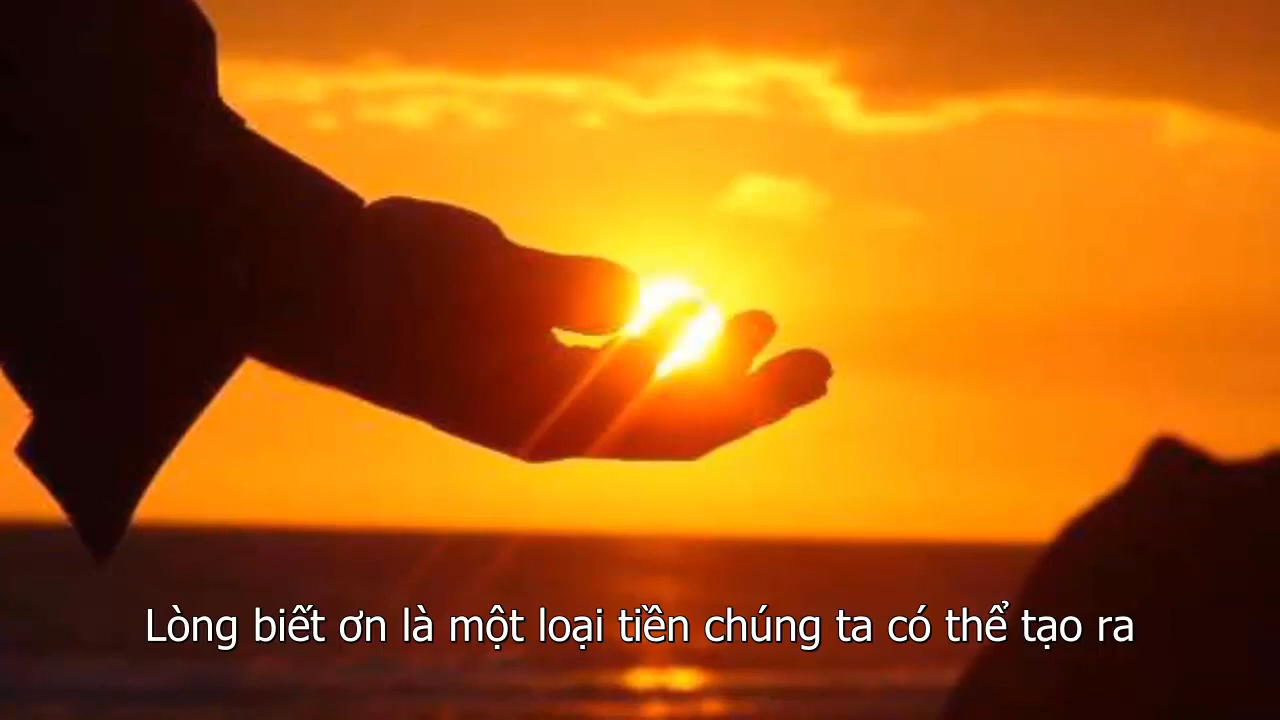 Lòng biết ơn là một loại tiền chúng ta có thể tạo ra